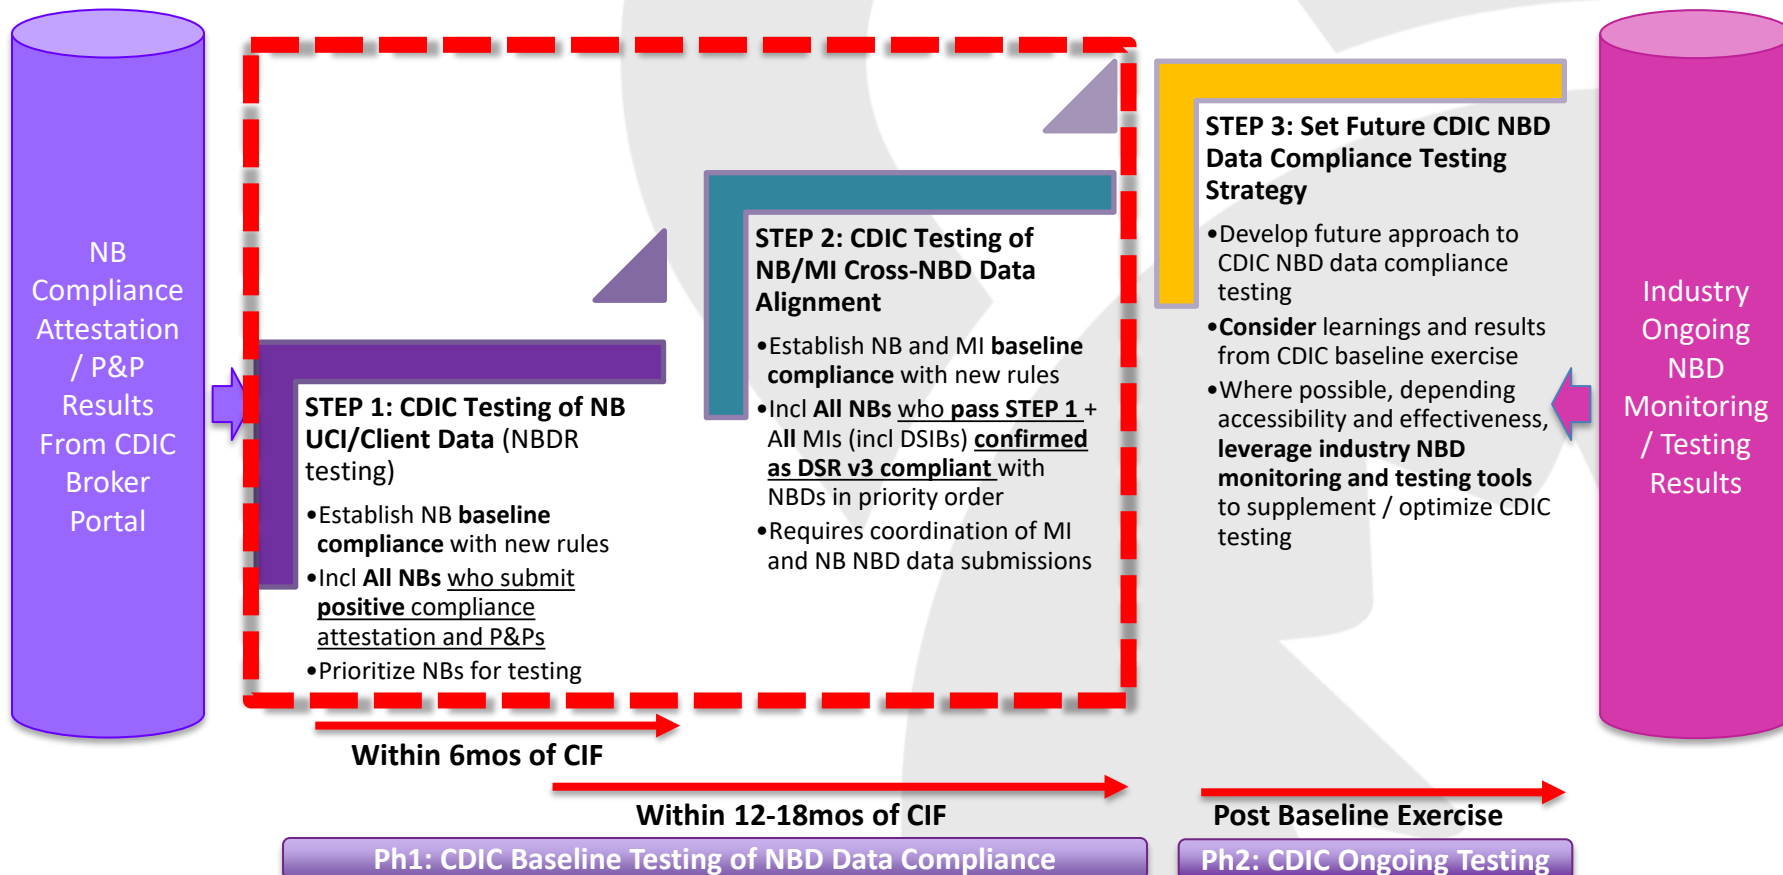 NB
Compliance
Attestation
/ P&P
Results
From CDIC
Broker
Portal
STEP 1: CDIC Testing of NB
UCI/Client Data (NBDR
testing)
•Establish NB baseline
compliance with new rules
•Incl All NBs who submit
positive compliance
attestation and P&Ps
•Prioritize NBs for testing
STEP 2: CDIC Testing of
NB/MI Cross-NBD Data
Alignment
•Establish NB and MI baseline
compliance with new rules
•Incl All NBs who pass STEP 1 +
All MIs (incl DSIBs) confirmed
as DSR v3 compliant with
NBDs in priority order
•Requires coordination of MI
and NB NBD data submissions
STEP 3: Set Future CDIC NBD
Data Compliance Testing
Strategy
•Develop future approach to
CDIC NBD data compliance
testing
•Consider learnings and results
from CDIC baseline exercise
•Where possible, depending
accessibility and effectiveness,
leverage industry NBD
monitoring and testing tools
to supplement / optimize CDIC
testing
Industry
Ongoing
NBD
Monitoring
/ Testing
Results
Within 6mos of CIF
Within 12-18mos of CIF
Post Baseline Exercise
Ph1: CDIC Baseline Testing of NBD Data Compliance
Ph2: CDIC Ongoing Testing